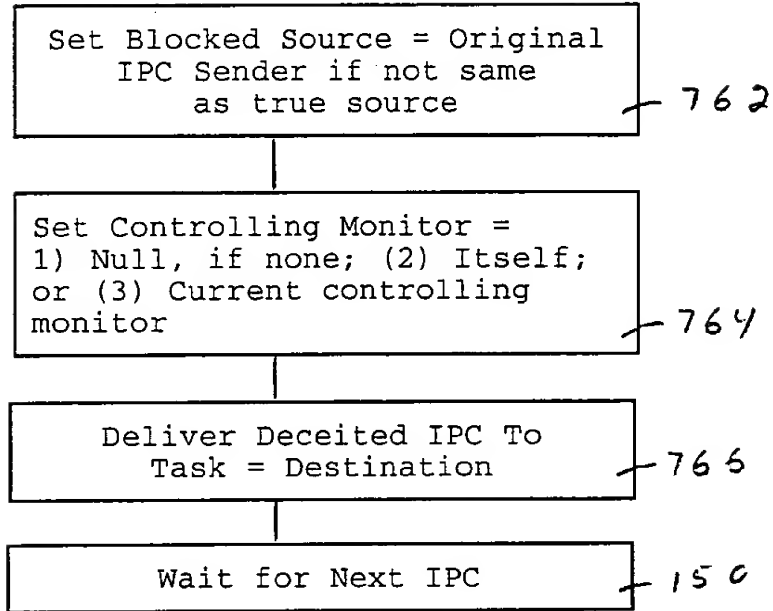 Set Blocked Source = Original
IPC Sender if not same
as true source
762
Set Controlling Monitor =
1) Null, if none; (2) Itself;
or (3) Current controlling
monitor
764
Deliver Deceited IPC To
Task = Destination
766
Wait for Next IPC
150